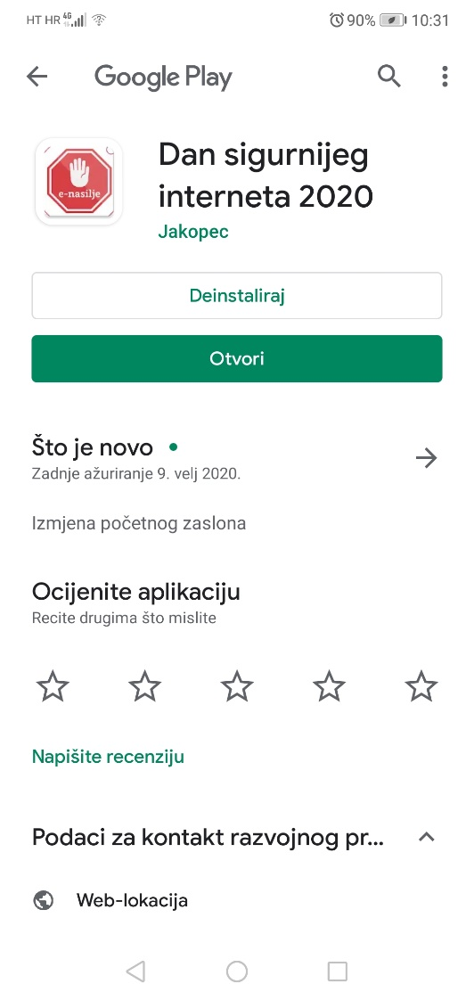 HT HR 4G 90% 10:31
Google Play
e-nasilje
Dan sigurnijeg
interneta 2020
Jakopec
Deinstaliraj
Otvori
Što je novo
Zadnje ažuriranje 9. velj 2020.
Izmjena početnog zaslona
Ocijenite aplikaciju
Recite drugima što mislite
Napišite recenziju
Podaci za kontakt razvojnog pr...
Web-lokacija